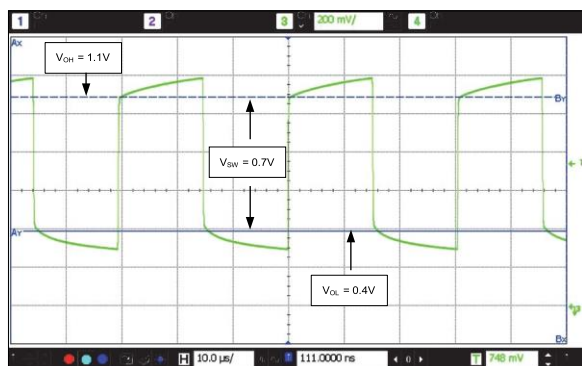 1 2 3 200 mV/ 4
AX
VOH = 1.1V
BY
VSW = 0.7V
T
AY
VOL = 0.4V
BX
H 10.0 µs/ 111.0000 ns 0 T 748 mV